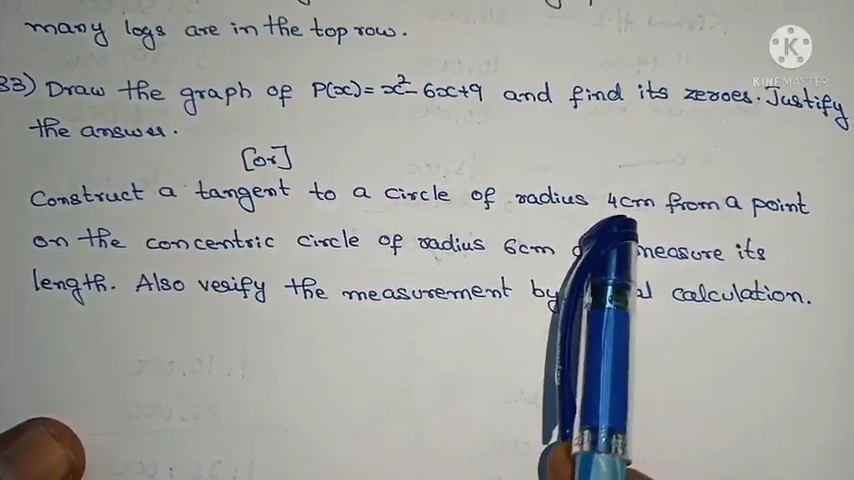 many logs are in the top row.
K
KINEMASTER
33) Draw the graph of P(x) = x² - 6x + 9 and find its zeroes. Justify
the answer.
[or]
Construct a tangent to a circle of radius 4cm from a point
on the concentric circle of radius 6cm measure its
length. Also verify the measurement by calculation.